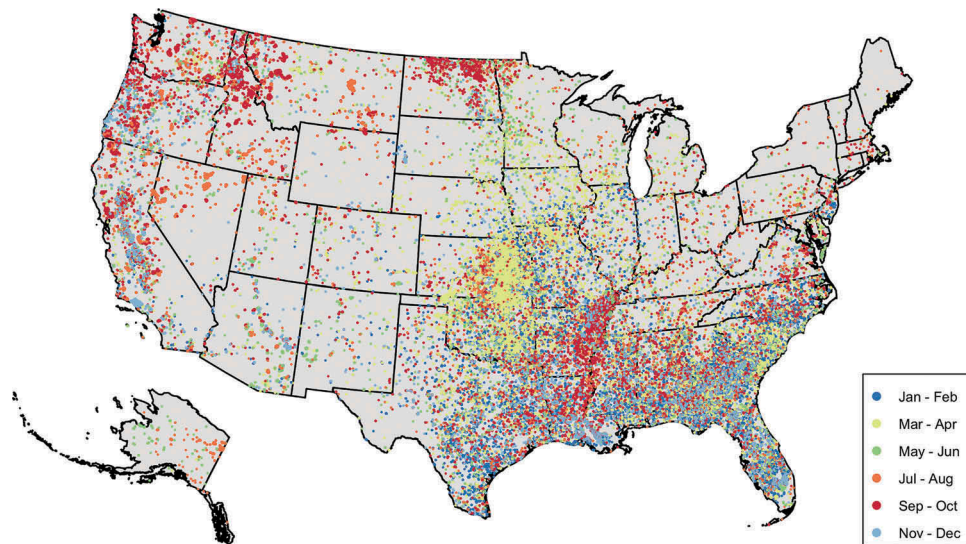 Jan - Feb
Mar - Apr
May - Jun
Jul - Aug
Sep - Oct
Nov - Dec